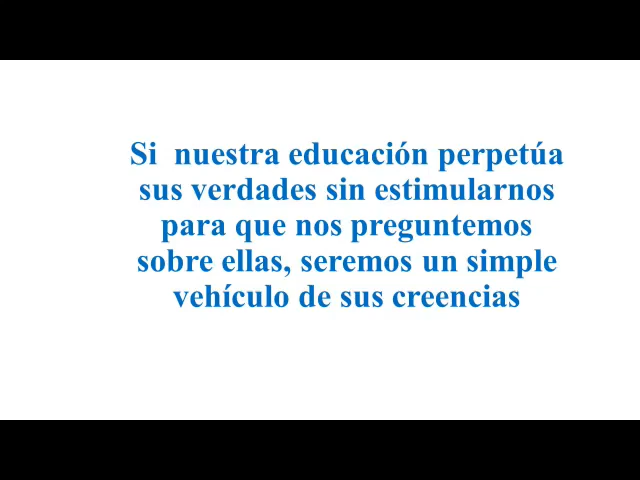 Si  nuestra educación perpetúa
sus verdades sin estimularnos
para que nos preguntemos
sobre ellas, seremos un simple
vehículo de sus creencias